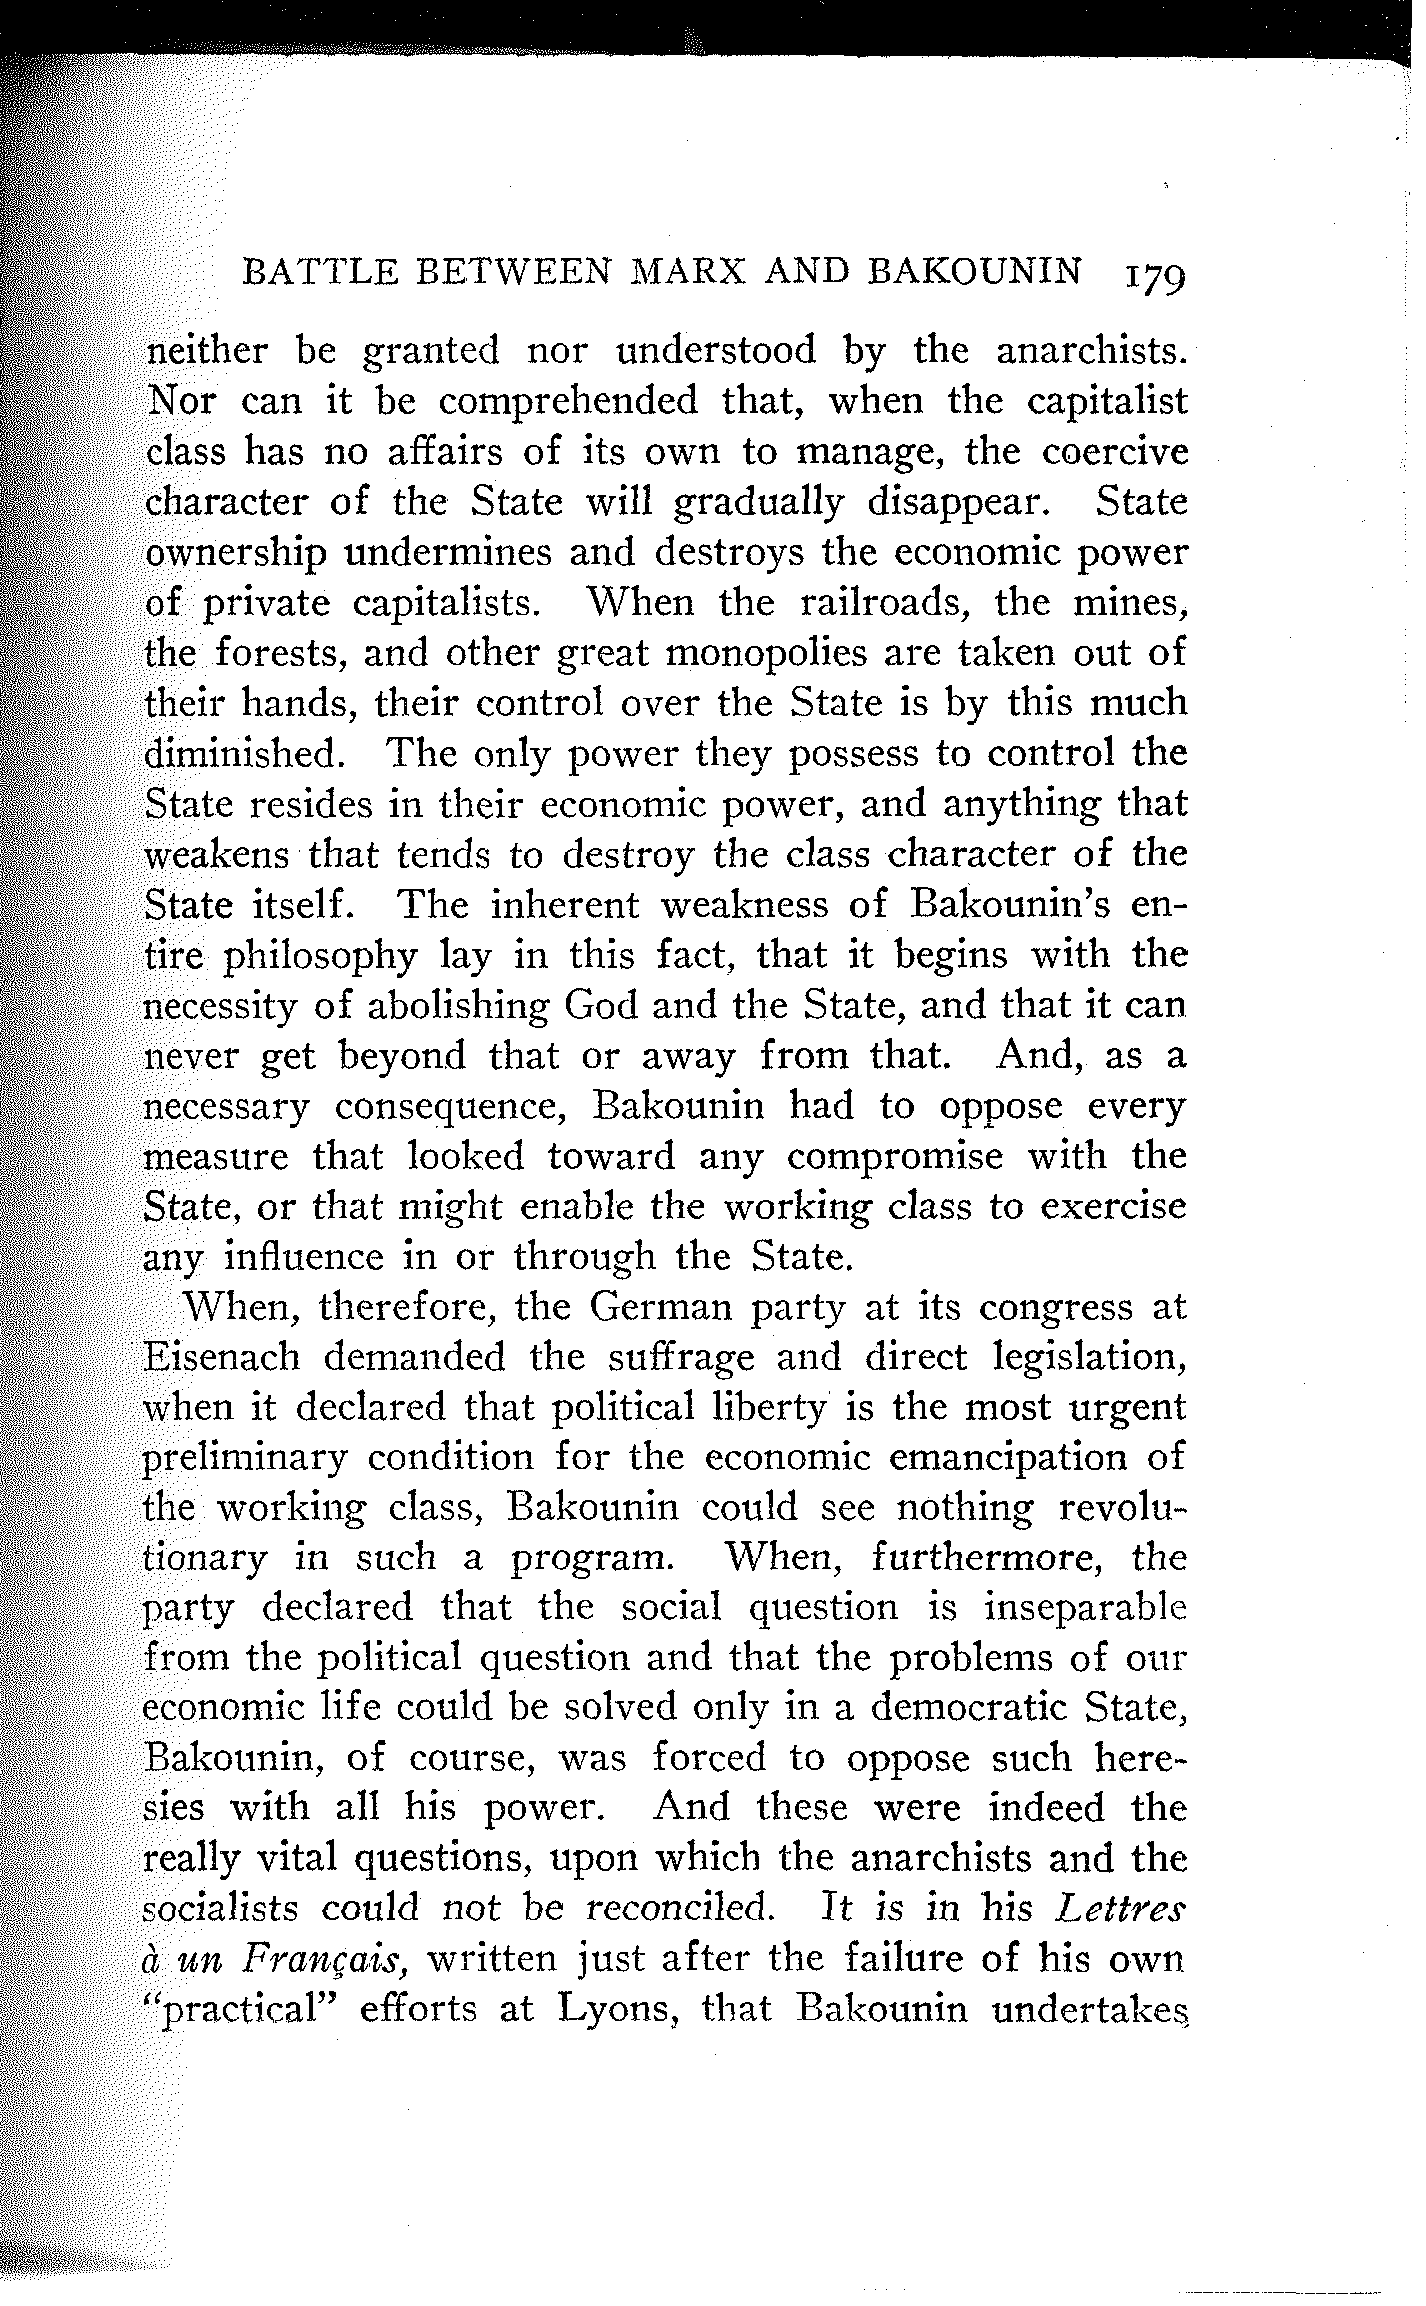 BATTLE BETWEEN MARX AND BAKOUNIN 179
neither be granted nor understood by the anarchists.
Nor can it be comprehended that, when the capitalist
class has no affairs of its own to manage, the coercive
character of the State will gradually disappear. State
ownership undermines and destroys the economic power
of private capitalists. When the railroads, the mines,
the forests, and other great monopolies are taken out of
their hands, their control over the State is by this much
diminished. The only power they possess to control the
State resides in their economic power, and anything that
weakens that tends to destroy the class character of the
State itself. The inherent weakness of Bakounin's en-
tire philosophy lay in this fact, that it begins with the
necessity of abolishing God and the State, and that it can
never get beyond that or away from that. And, as a
necessary consequence, Bakounin had to oppose every
measure that looked toward any compromise with the
State, or that might enable the working class to exercise
any influence in or through the State.
When, therefore, the German party at its congress at
Eisenach demanded the suffrage and direct legislation,
when it declared that political liberty is the most urgent
preliminary condition for the economic emancipation of
the working class, Bakounin could see nothing revolu-
tionary in such a program. When, furthermore, the
party declared that the social question is inseparable
from the political question and that the problems of our
economic life could be solved only in a democratic State,
Bakounin, of course, was forced to oppose such here-
sies with all his power. And these were indeed the
really vital questions, upon which the anarchists and the
socialists could not be reconciled. It is in his Lettres
à un Français, written just after the failure of his own
"practical" efforts at Lyons, that Bakounin undertakes